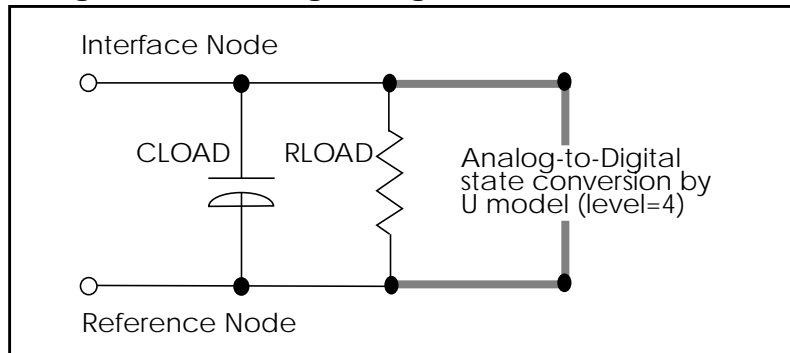 Interface Node
CLOAD
RLOAD
Analog-to-Digital
state conversion by
U model (level=4)
Reference Node